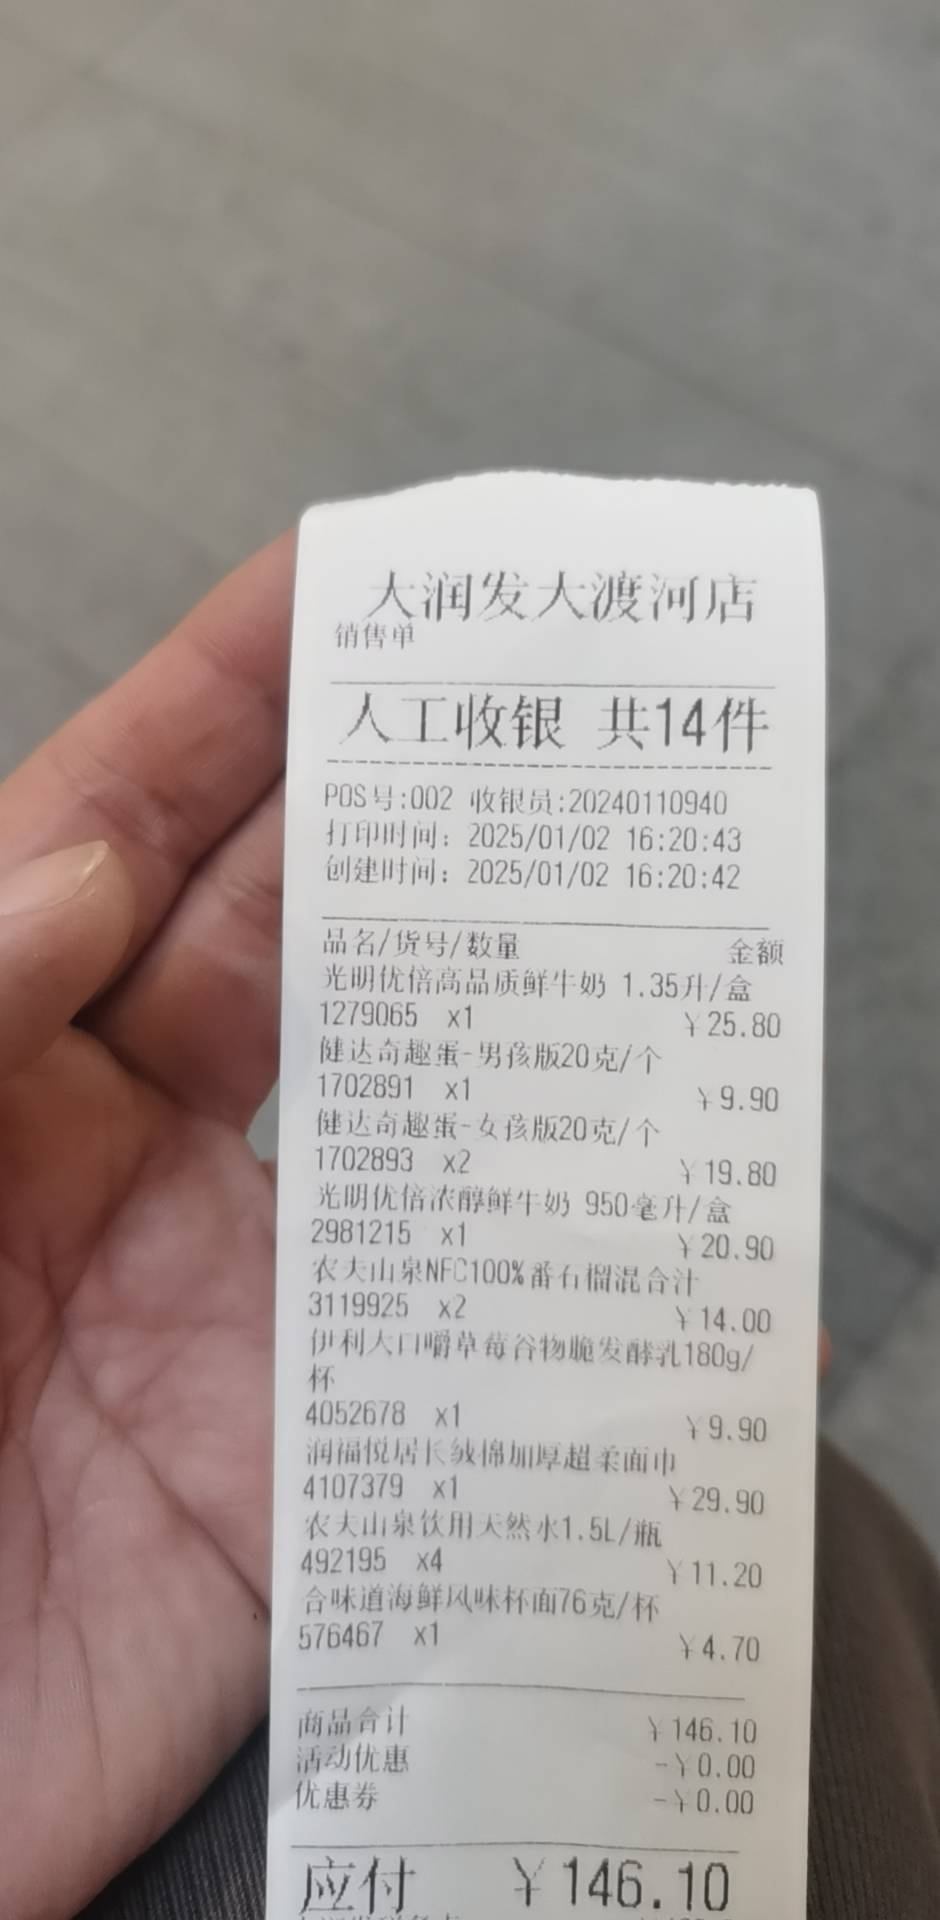 大润发大渡河店
销售单
人工收银 共14件
POS号:002 收银员:20240110940
打印时间: 2025/01/02 16:20:43
创建时间: 2025/01/02 16:20:42
品名/货号/数量 金额
光明优倍高品质鲜牛奶 1.35升/盒
1279065 x1 ¥25.80
健达奇趣蛋-男孩版20克/个
1702891 x1 ¥9.90
健达奇趣蛋-女孩版20克/个
1702893 x2 ¥19.80
光明优倍浓醇鲜牛奶 950毫升/盒
2981215 x1 ¥20.90
农夫山泉NFC100%番石榴混合汁
3119925 x2 ¥14.00
伊利大口嚼草莓谷物脆发酵乳180g/
杯
4052678 x1 ¥9.90
润福悦居长绒棉加厚超柔面巾
4107379 x1 ¥29.90
农夫山泉饮用天然水1.5L/瓶
492195 x4 ¥11.20
合味道海鲜风味杯面76克/杯
576467 x1 ¥4.70
商品合计 ¥146.10
活动优惠 -¥0.00
优惠券 -¥0.00
应付 ¥146.10